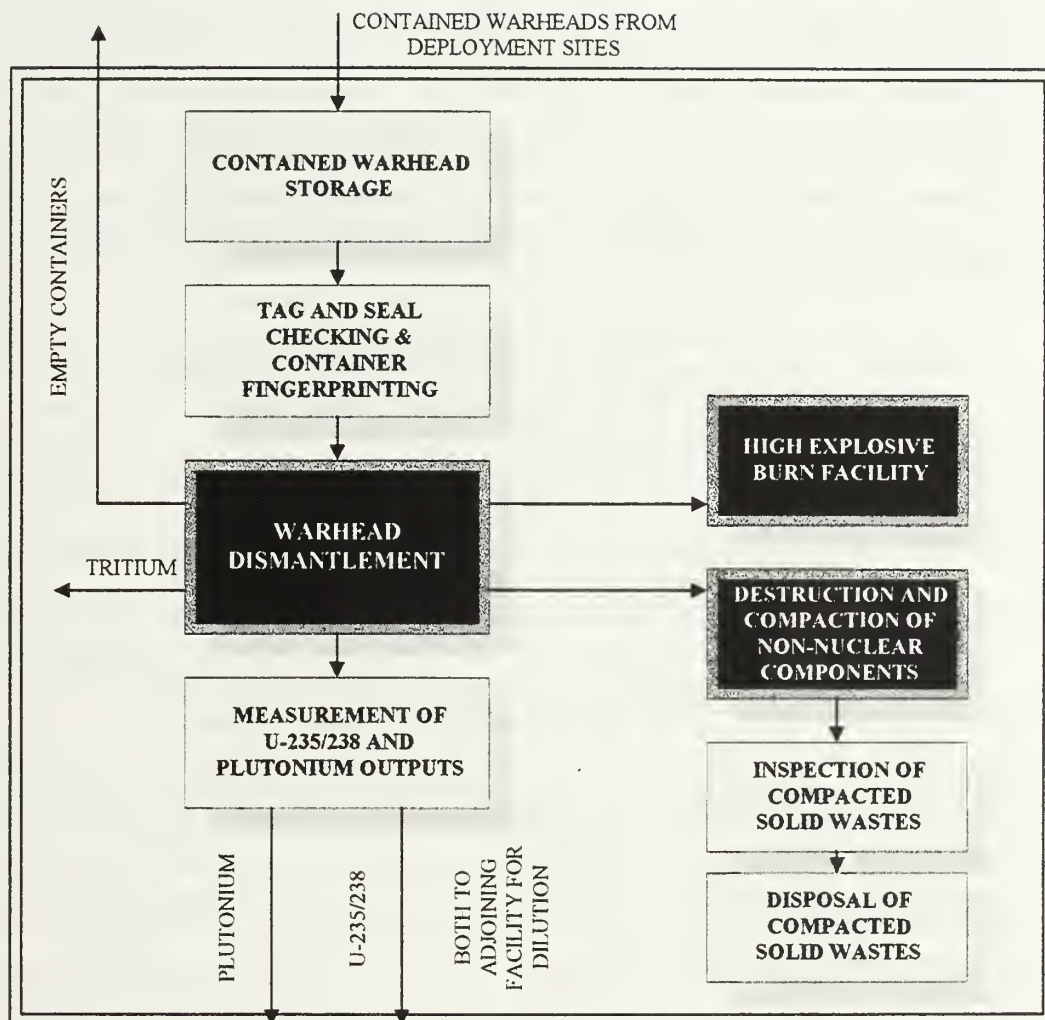 CONTAINED WARHEADS FROM
DEPLOYMENT SITES
EMPTY CONTAINERS
CONTAINED WARHEAD
STORAGE
TAG AND SEAL
CHECKING &
CONTAINER
FINGERPRINTING
WARHEAD
DISMANTLEMENT
HIGH EXPLOSIVE
BURN FACILITY
TRITIUM
DESTRUCTION AND
COMPACTION OF
NON-NUCLEAR
COMPONENTS
MEASUREMENT OF
U-235/238 AND
PLUTONIUM OUTPUTS
INSPECTION OF
COMPACTED
SOLID WASTES
PLUTONIUM
U-235/238
BOTH TO
ADJOINING
FACILITY FOR
DILUTION
DISPOSAL OF
COMPACTED
SOLID WASTES